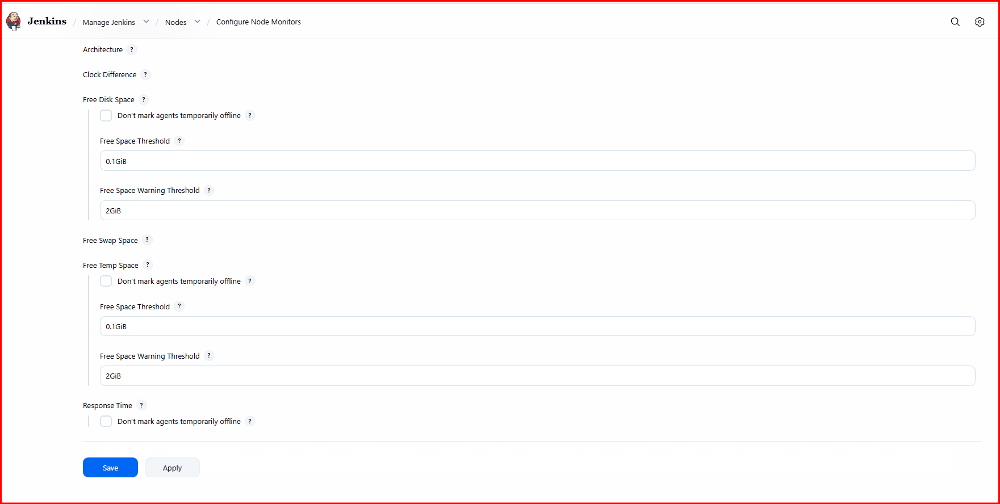 Jenkins / Manage Jenkins / Nodes / Configure Node Monitors
Architecture ?
Clock Difference ?
Free Disk Space ?
Don't mark agents temporarily offline ?
Free Space Threshold ?
0.1GiB
Free Space Warning Threshold ?
2GiB
Free Swap Space ?
Free Temp Space ?
Don't mark agents temporarily offline ?
Free Space Threshold ?
0.1GiB
Free Space Warning Threshold ?
2GiB
Response Time ?
Don't mark agents temporarily offline ?
Save Apply